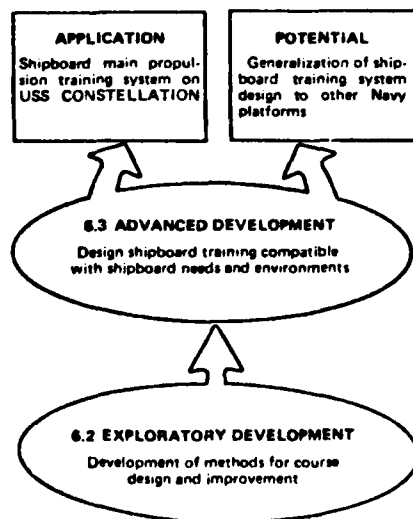 APPLICATION
Shipboard main propul-
sion training system on
USS CONSTELLATION
POTENTIAL
Generalization of ship-
board training system
design to other Navy
platforms
6.3 ADVANCED DEVELOPMENT
Design shipboard training compatible
with shipboard needs and environments
6.2 EXPLORATORY DEVELOPMENT
Development of methods for course
design and improvement